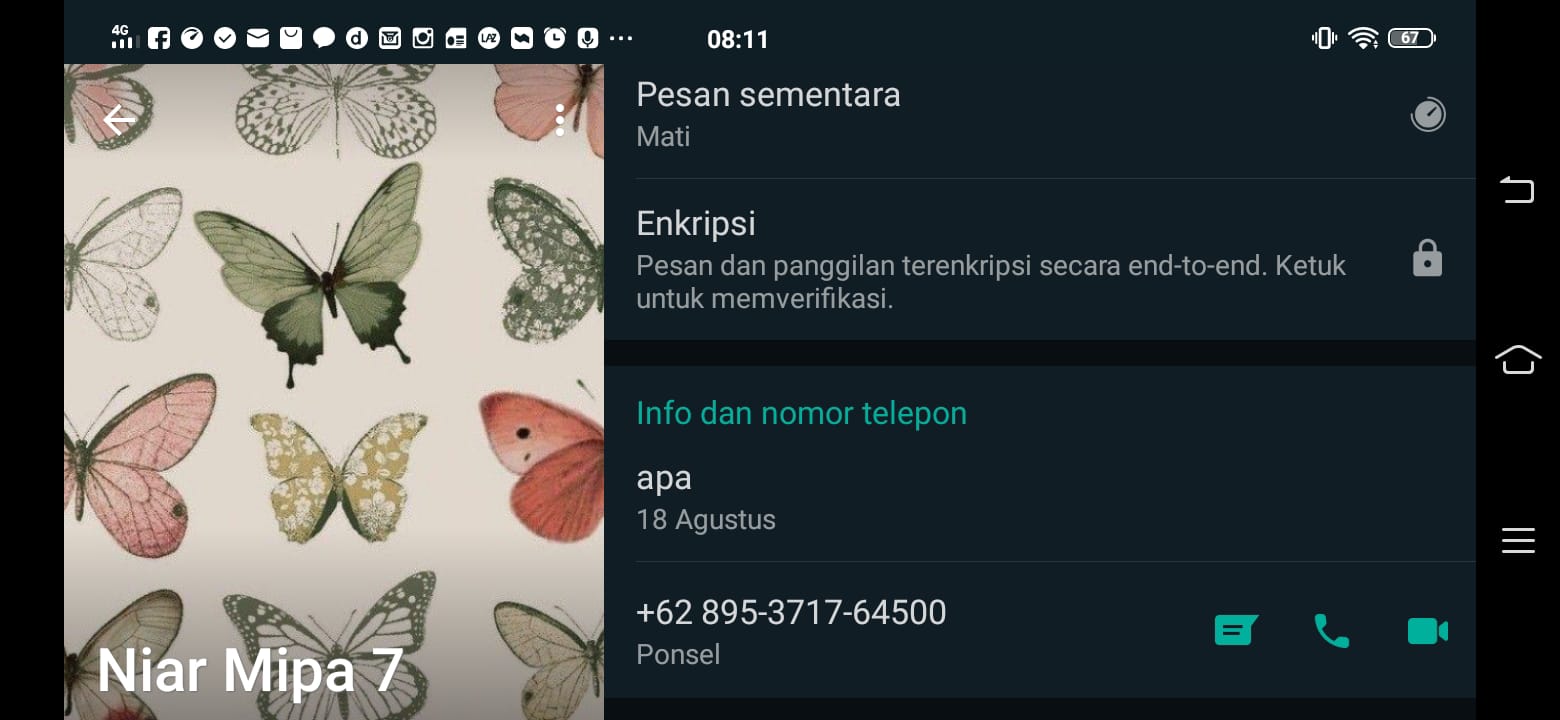 4G
08:11
67
Pesan sementara
Mati
Enkripsi
Pesan dan panggilan terenkripsi secara end-to-end. Ketuk
untuk memverifikasi.
Info dan nomor telepon
apa
18 Agustus
+62 895-3717-64500
Ponsel
Niar Mipa 7